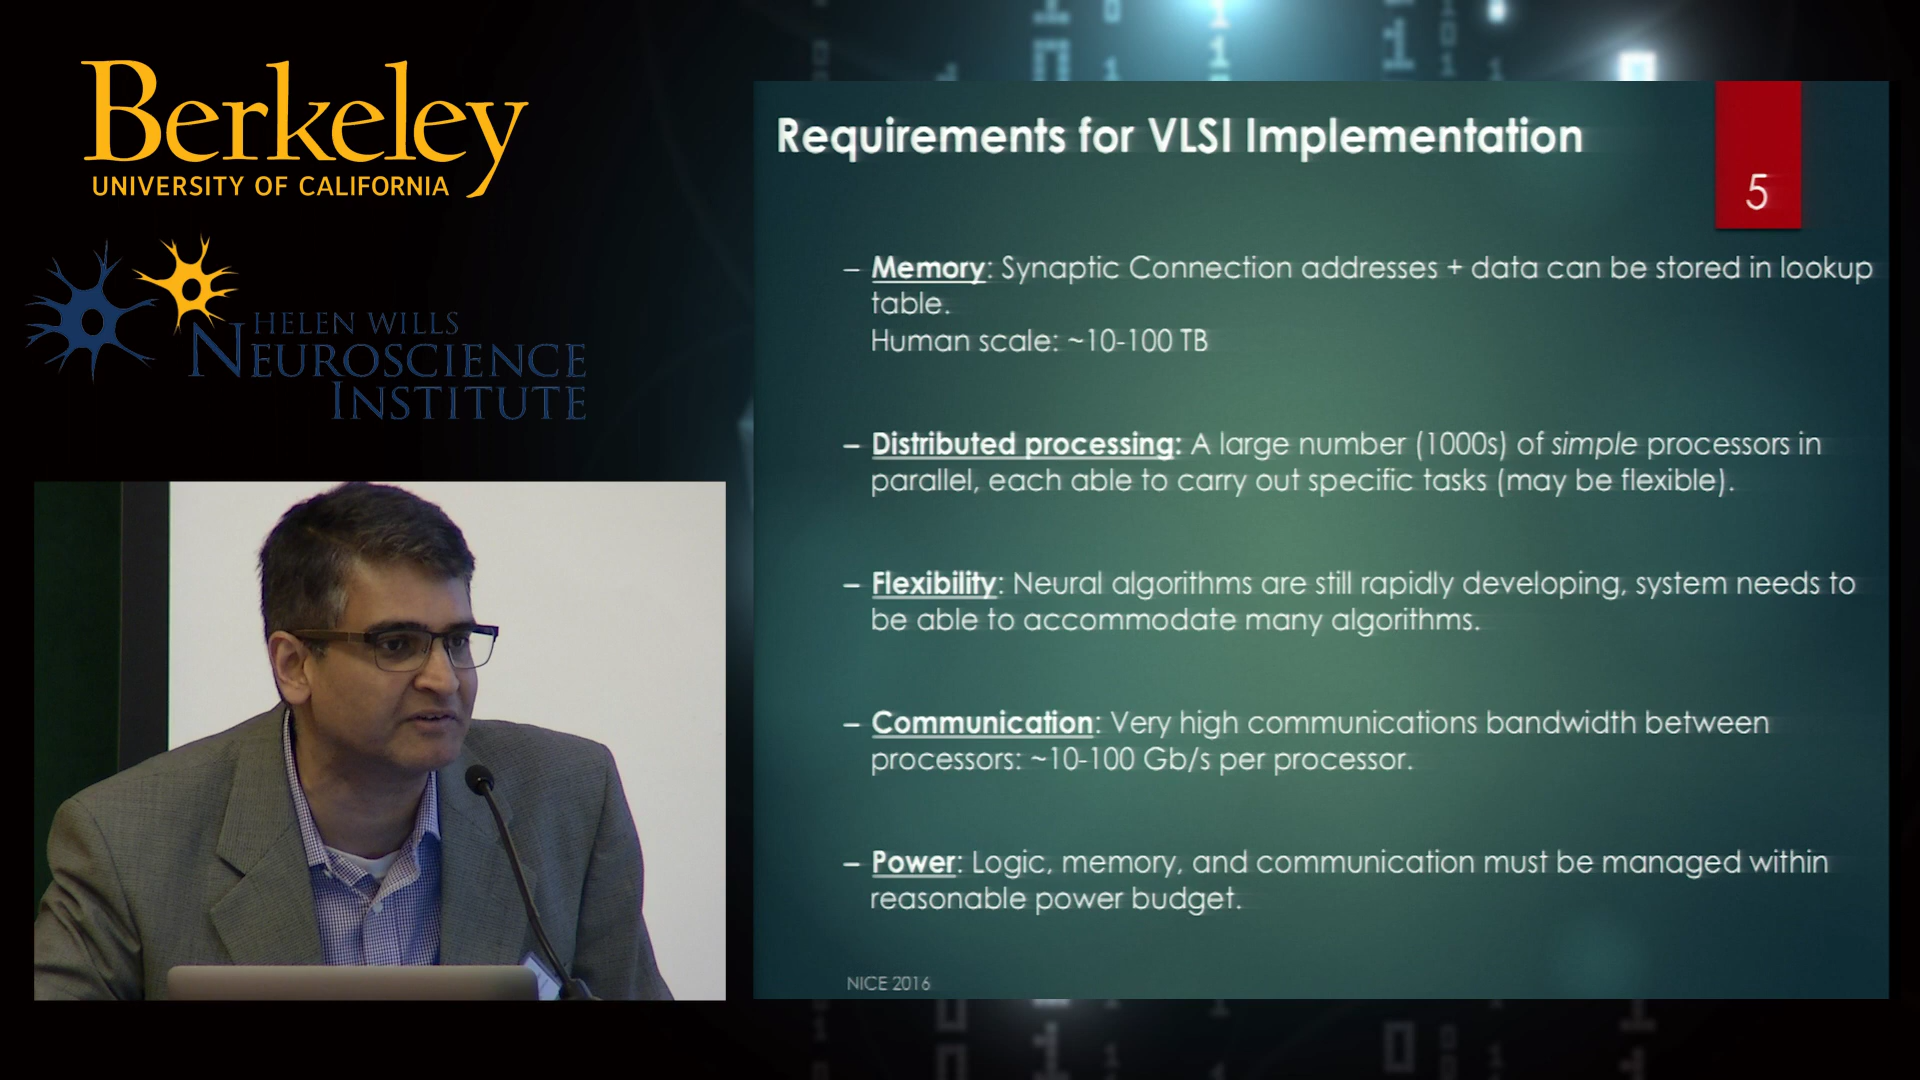 Berkeley
UNIVERSITY OF CALIFORNIA
HELEN WILLS
NEUROSCIENCE
INSTITUTE
Requirements for VLSI Implementation
5
– Memory: Synaptic Connection addresses + data can be stored in lookup
table.
Human scale: ~10-100 TB
– Distributed processing: A large number (1000s) of simple processors in
parallel, each able to carry out specific tasks (may be flexible).
– Flexibility: Neural algorithms are still rapidly developing, system needs to
be able to accommodate many algorithms.
– Communication: Very high communications bandwidth between
processors: ~10-100 Gb/s per processor.
– Power: Logic, memory, and communication must be managed within
reasonable power budget.
NICE 2016